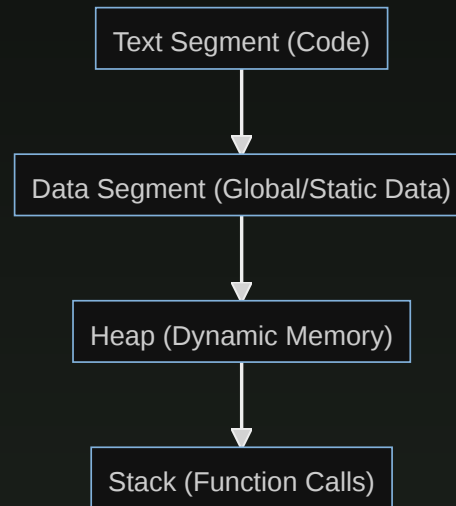 Text Segment (Code)
Data Segment (Global/Static Data)
Heap (Dynamic Memory)
Stack (Function Calls)